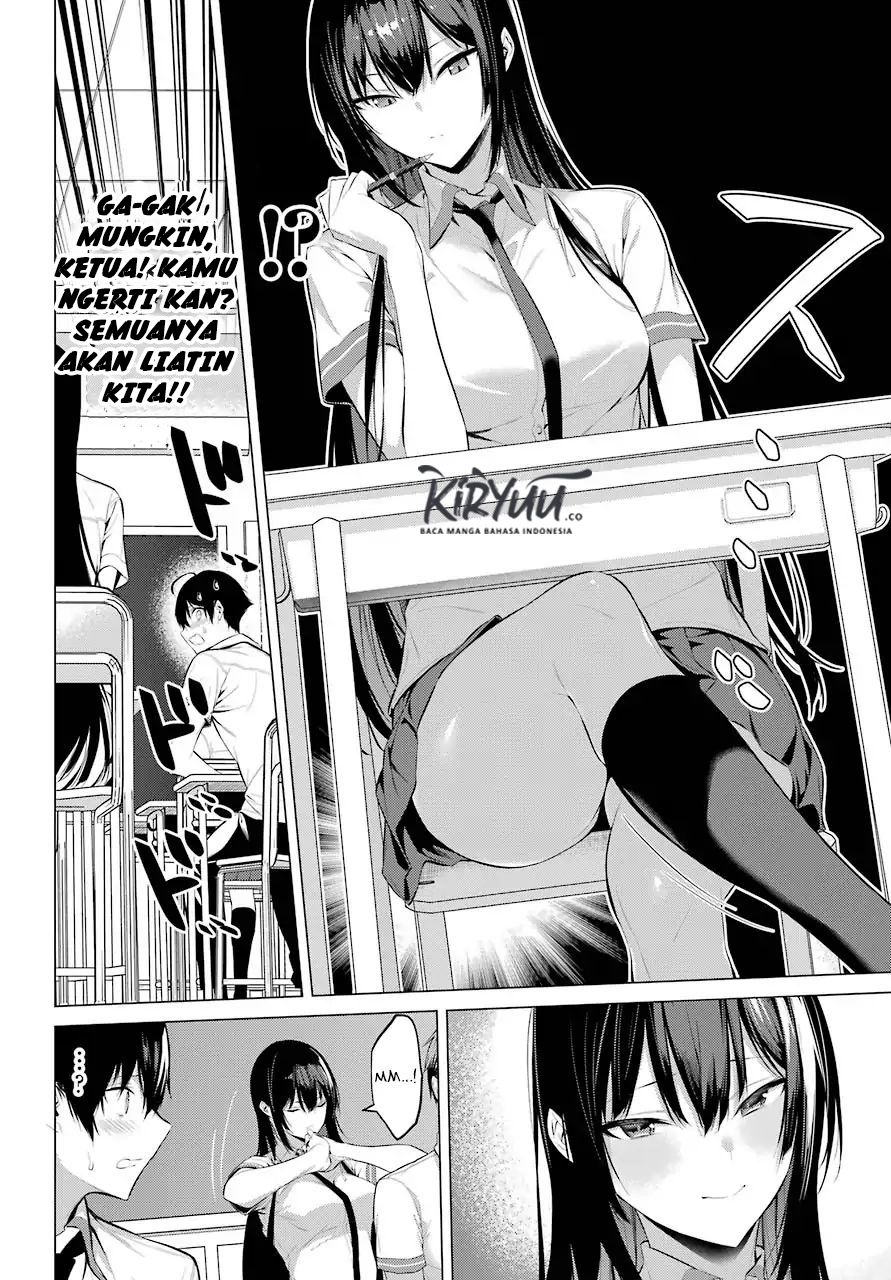 GA-GAK
MUNGKIN,
KETUA! KAMU
NGERTI KAN?
SEMUANYA
AKAN LIATIN
KITA!!
!?
ス
KIRYUU.CO
BACA MANGA BAHASA INDONESIA
ド
ド
ド
......?
MM...!